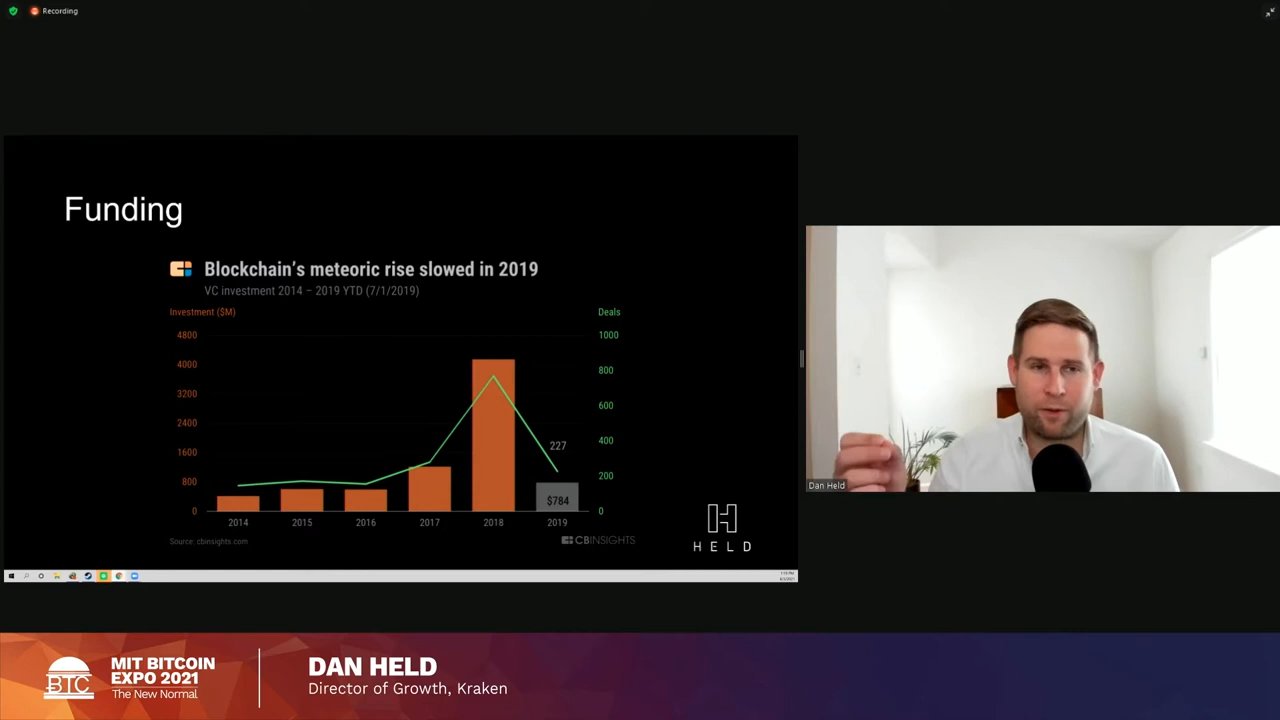 Recording
Funding
Blockchain's meteoric rise slowed in 2019
VC investment 2014 – 2019 YTD (7/1/2019)
Investment ($M)
Deals
4800
1000
4000
800
3200
600
2400
400
1600
227
800
200
0
0
$784
2014
2015
2016
2017
2018
2019
Source: cbinsights.com
CBINSIGHTS
HELD
Dan Held
BTC
MIT BITCOIN
EXPO 2021
The New Normal
DAN HELD
Director of Growth, Kraken